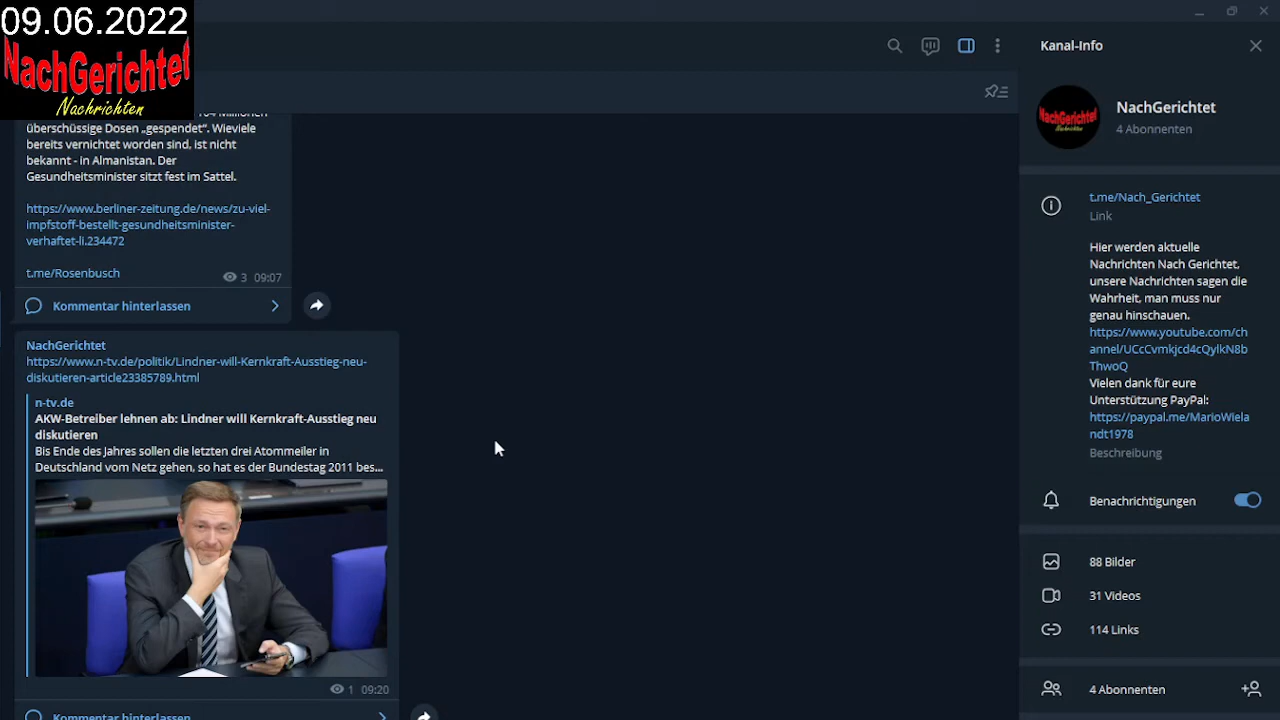 09.06.2022
NachGerichtet
Nachrichten
überschüssige Dosen „gespendet“. Wieviele
bereits vernichtet worden sind, ist nicht
bekannt - in Almanistan. Der
Gesundheitsminister sitzt fest im Sattel.
https://www.berliner-zeitung.de/news/zu-viel-
impfstoff-bestellt-gesundheitsminister-
verhaftet-li.234472
t.me/Rosenbusch
3 09:07
Kommentar hinterlassen
NachGerichtet
https://www.n-tv.de/politik/Lindner-will-Kernkraft-Ausstieg-neu-
diskutieren-article23385789.html
n-tv.de
AKW-Betreiber lehnen ab: Lindner will Kernkraft-Ausstieg neu
diskutieren
Bis Ende des Jahres sollen die letzten drei Atommeiler in
Deutschland vom Netz gehen, so hat es der Bundestag 2011 bes...
1 09:20
Kommentar hinterlassen
Kanal-Info
NachGerichtet
4 Abonnenten
t.me/Nach_Gerichtet
Link
Hier werden aktuelle
Nachrichten Nach Gerichtet,
unsere Nachrichten sagen die
Wahrheit, man muss nur
genau hinschauen.
https://www.youtube.com/ch
annel/UCcCvmkjcd4cQylkN8b
ThwoQ
Vielen dank für eure
Unterstützung PayPal:
https://paypal.me/MarioWiela
ndt1978
Beschreibung
Benachrichtigungen
88 Bilder
31 Videos
114 Links
4 Abonnenten